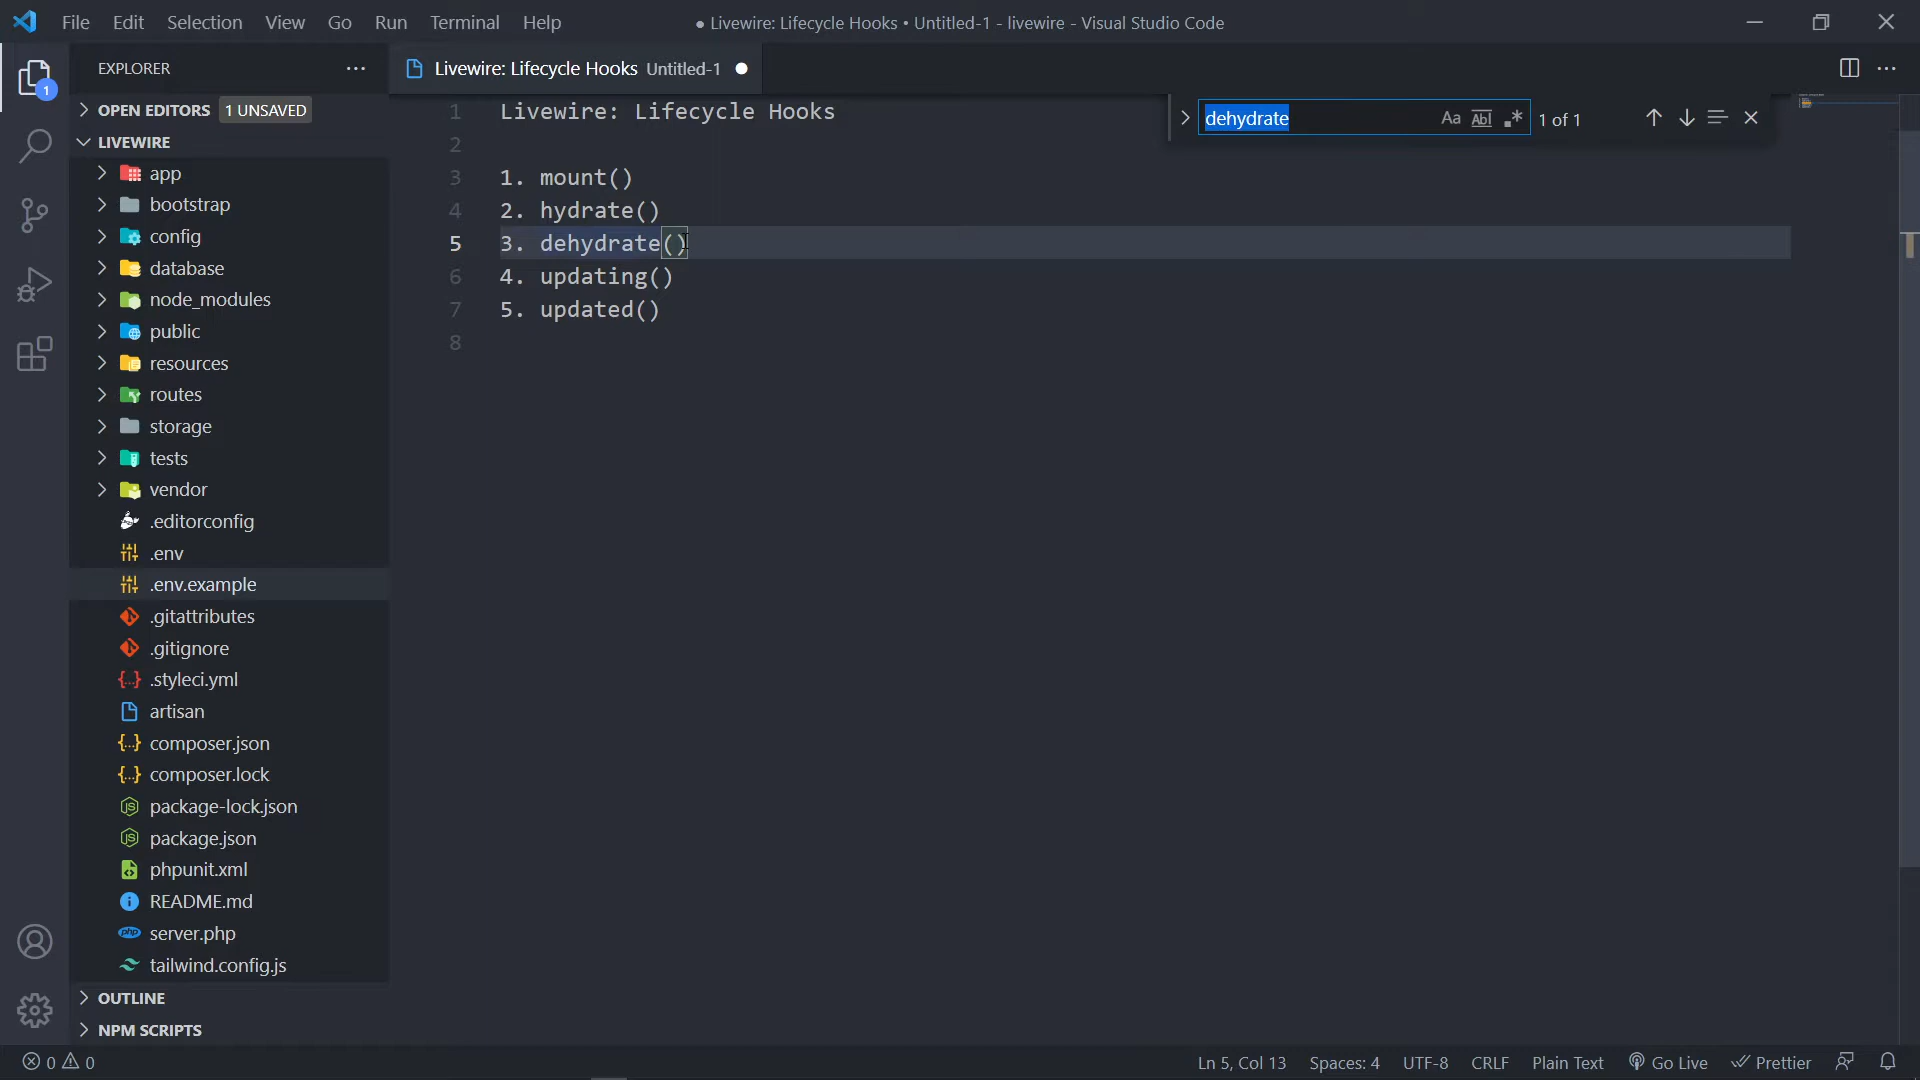 File Edit Selection View Go Run Terminal Help
● Livewire: Lifecycle Hooks • Untitled-1 - livewire - Visual Studio Code
1
EXPLORER
OPEN EDITORS 1 UNSAVED
LIVEWIRE
app
bootstrap
config
database
node_modules
public
resources
routes
storage
tests
vendor
.editorconfig
.env
.env.example
.gitattributes
.gitignore
.styleci.yml
artisan
composer.json
composer.lock
package-lock.json
package.json
phpunit.xml
README.md
server.php
tailwind.config.js
OUTLINE
NPM SCRIPTS
Livewire: Lifecycle Hooks Untitled-1 ●
dehydrate Aa Abl .* 1 of 1
1 Livewire: Lifecycle Hooks
2
3 1. mount()
4 2. hydrate()
5 3. dehydrate()
6 4. updating()
7 5. updated()
8
0 0
Ln 5, Col 13 Spaces: 4 UTF-8 CRLF Plain Text Go Live Prettier